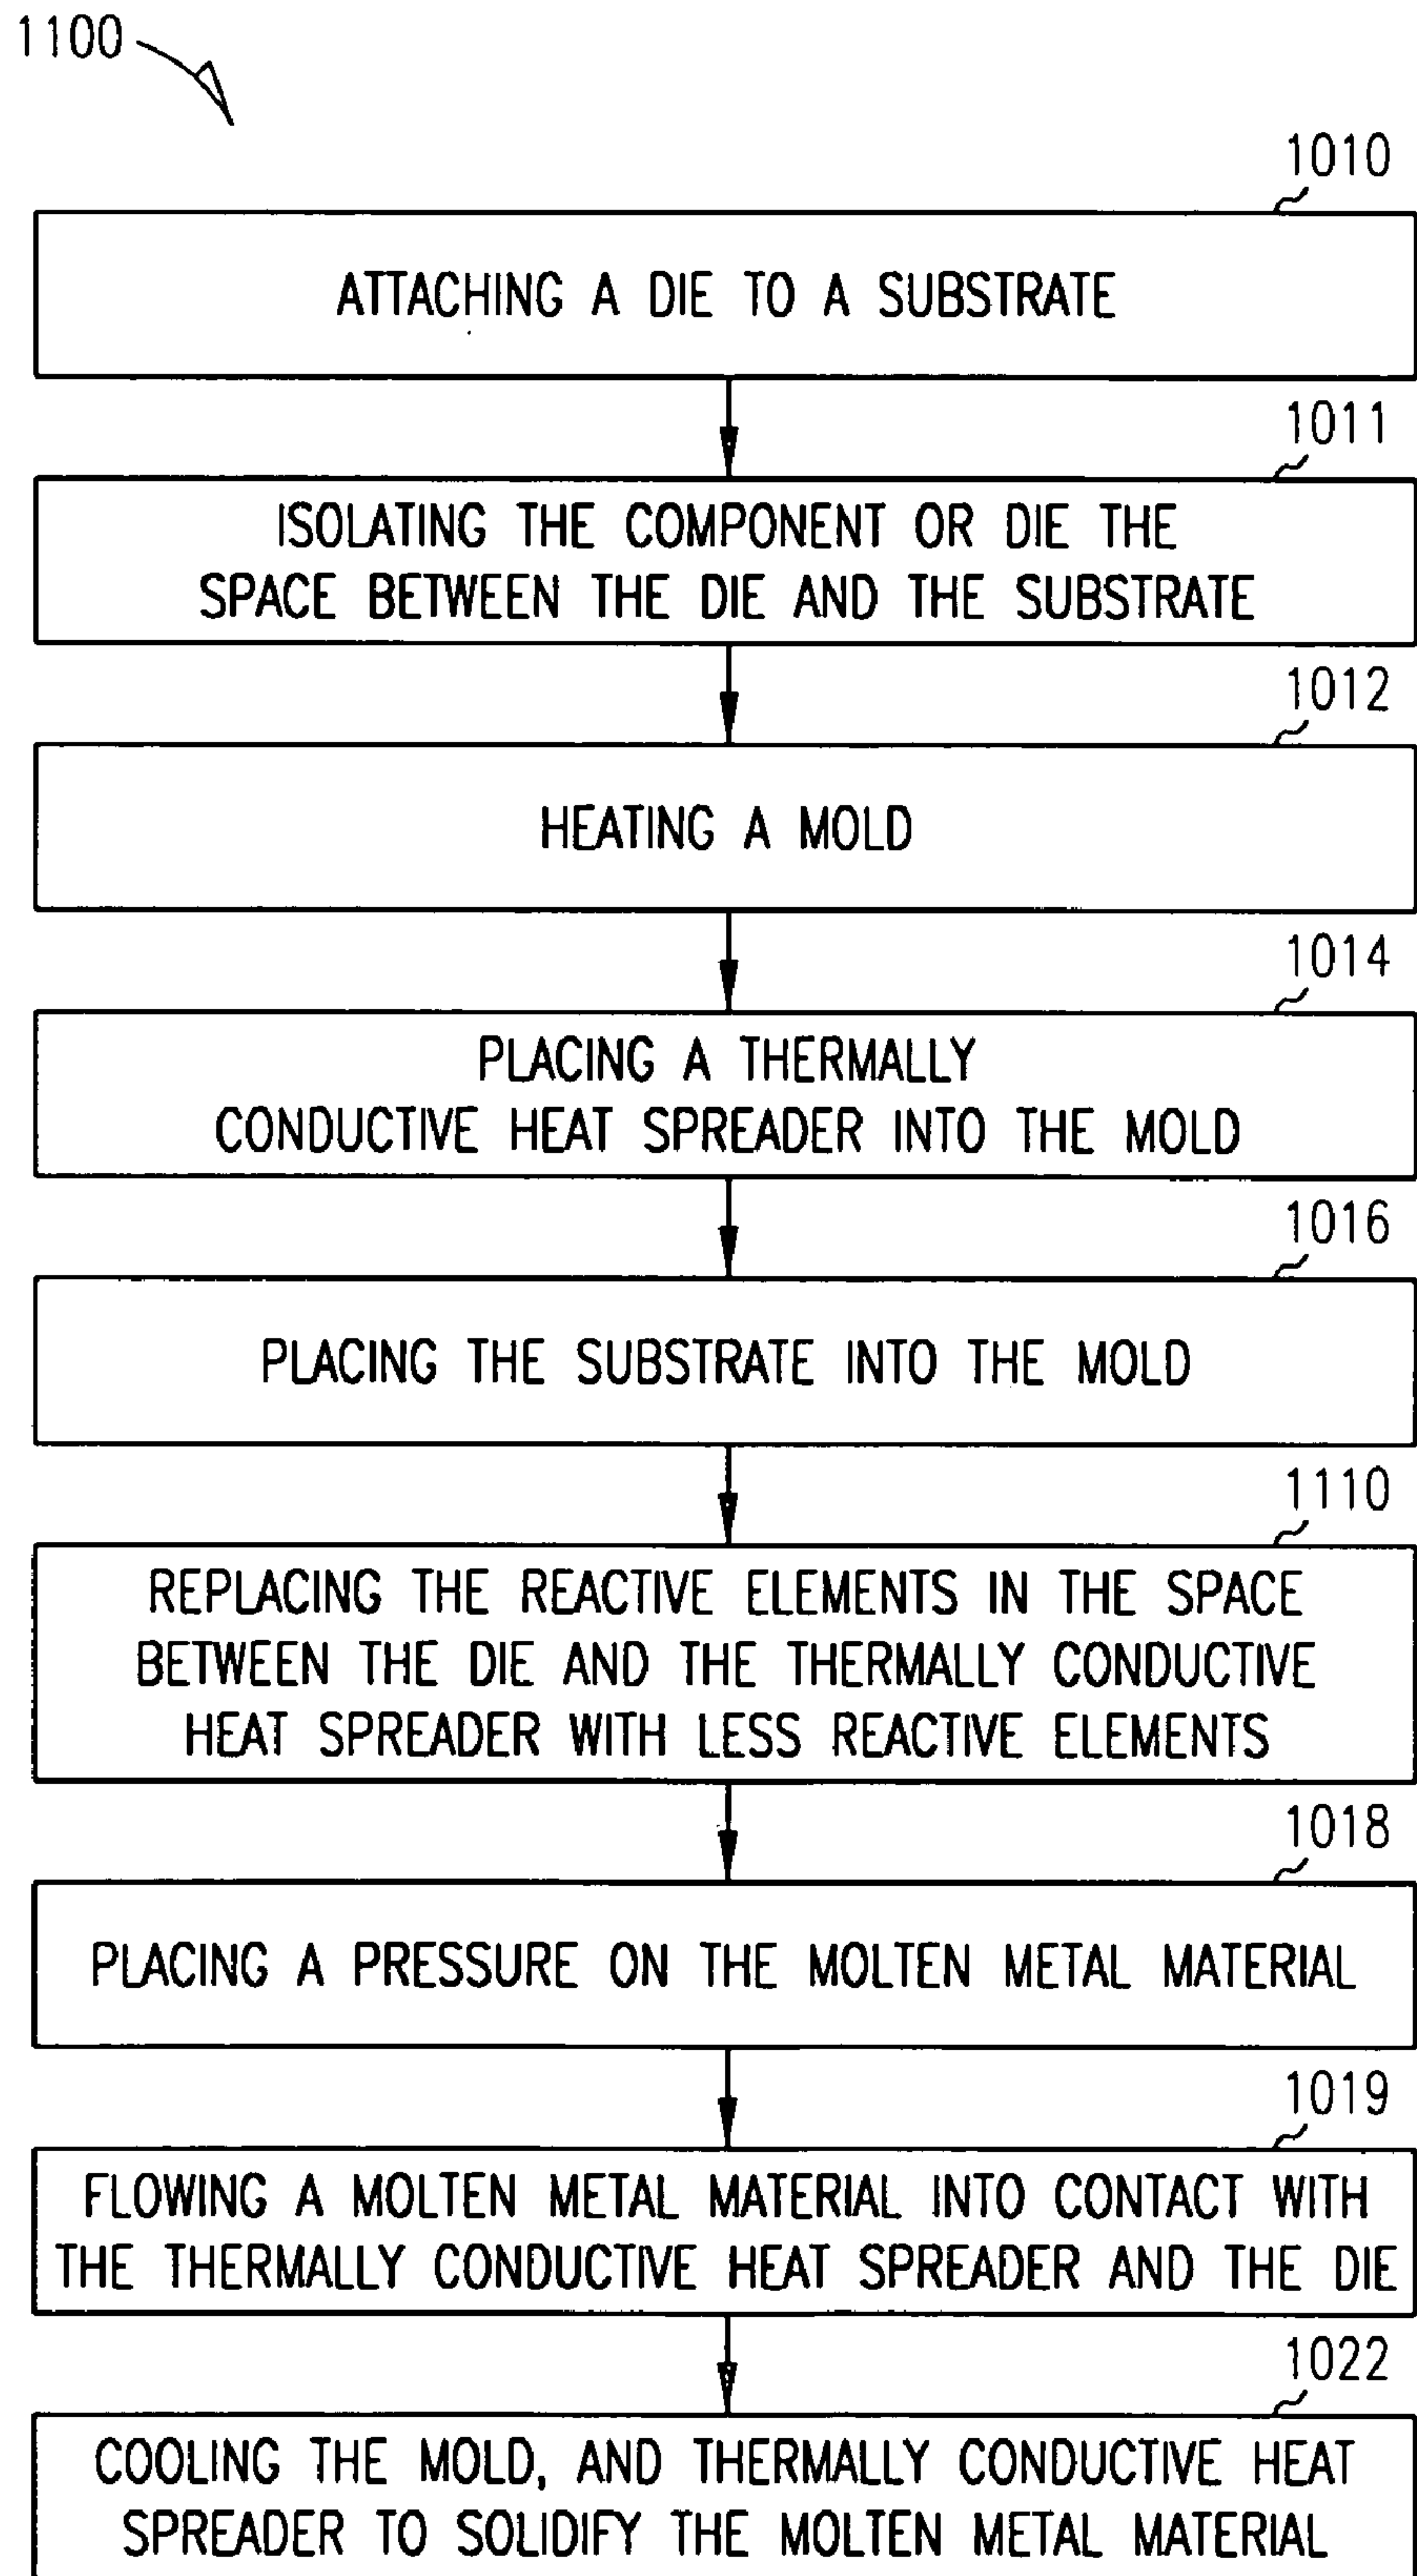 1100
1010
ATTACHING A DIE TO A SUBSTRATE
1011
ISOLATING THE COMPONENT OR DIE THE
SPACE BETWEEN THE DIE AND THE SUBSTRATE
1012
HEATING A MOLD
1014
PLACING A THERMALLY
CONDUCTIVE HEAT SPREADER INTO THE MOLD
1016
PLACING THE SUBSTRATE INTO THE MOLD
1110
REPLACING THE REACTIVE ELEMENTS IN THE SPACE
BETWEEN THE DIE AND THE THERMALLY CONDUCTIVE
HEAT SPREADER WITH LESS REACTIVE ELEMENTS
1018
PLACING A PRESSURE ON THE MOLTEN METAL MATERIAL
1019
FLOWING A MOLTEN METAL MATERIAL INTO CONTACT WITH
THE THERMALLY CONDUCTIVE HEAT SPREADER AND THE DIE
1022
COOLING THE MOLD, AND THERMALLY CONDUCTIVE HEAT
SPREADER TO SOLIDIFY THE MOLTEN METAL MATERIAL